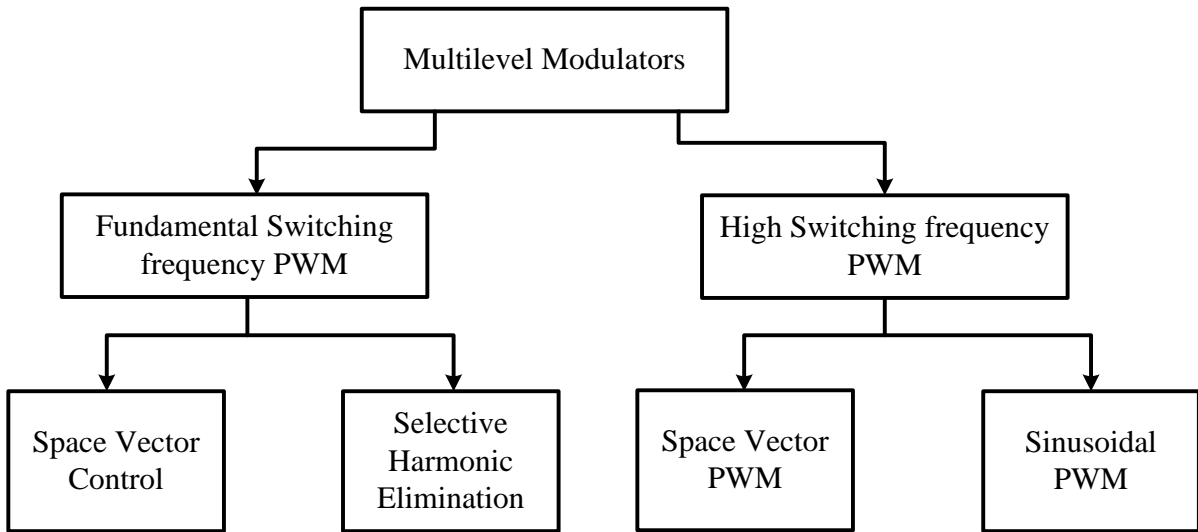 Multilevel Modulators
Fundamental Switching
frequency PWM
High Switching frequency
PWM
Space Vector
Control
Selective
Harmonic
Elimination
Space Vector
PWM
Sinusoidal
PWM